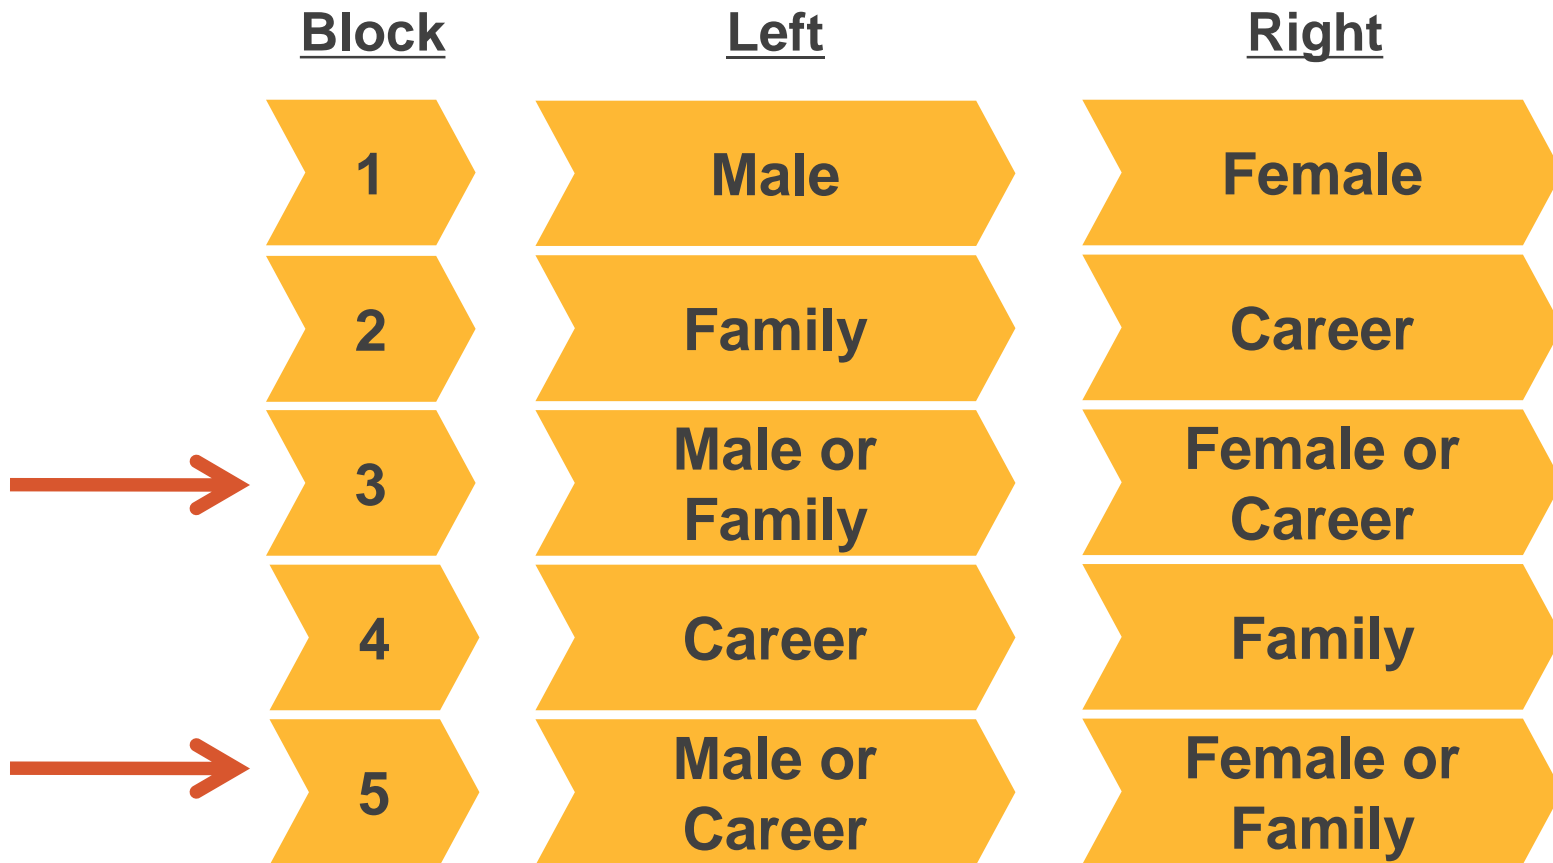 Block Left Right
1 Male Female
2 Family Career
3 Male or Family Female or Career
4 Career Family
5 Male or Career Female or Family